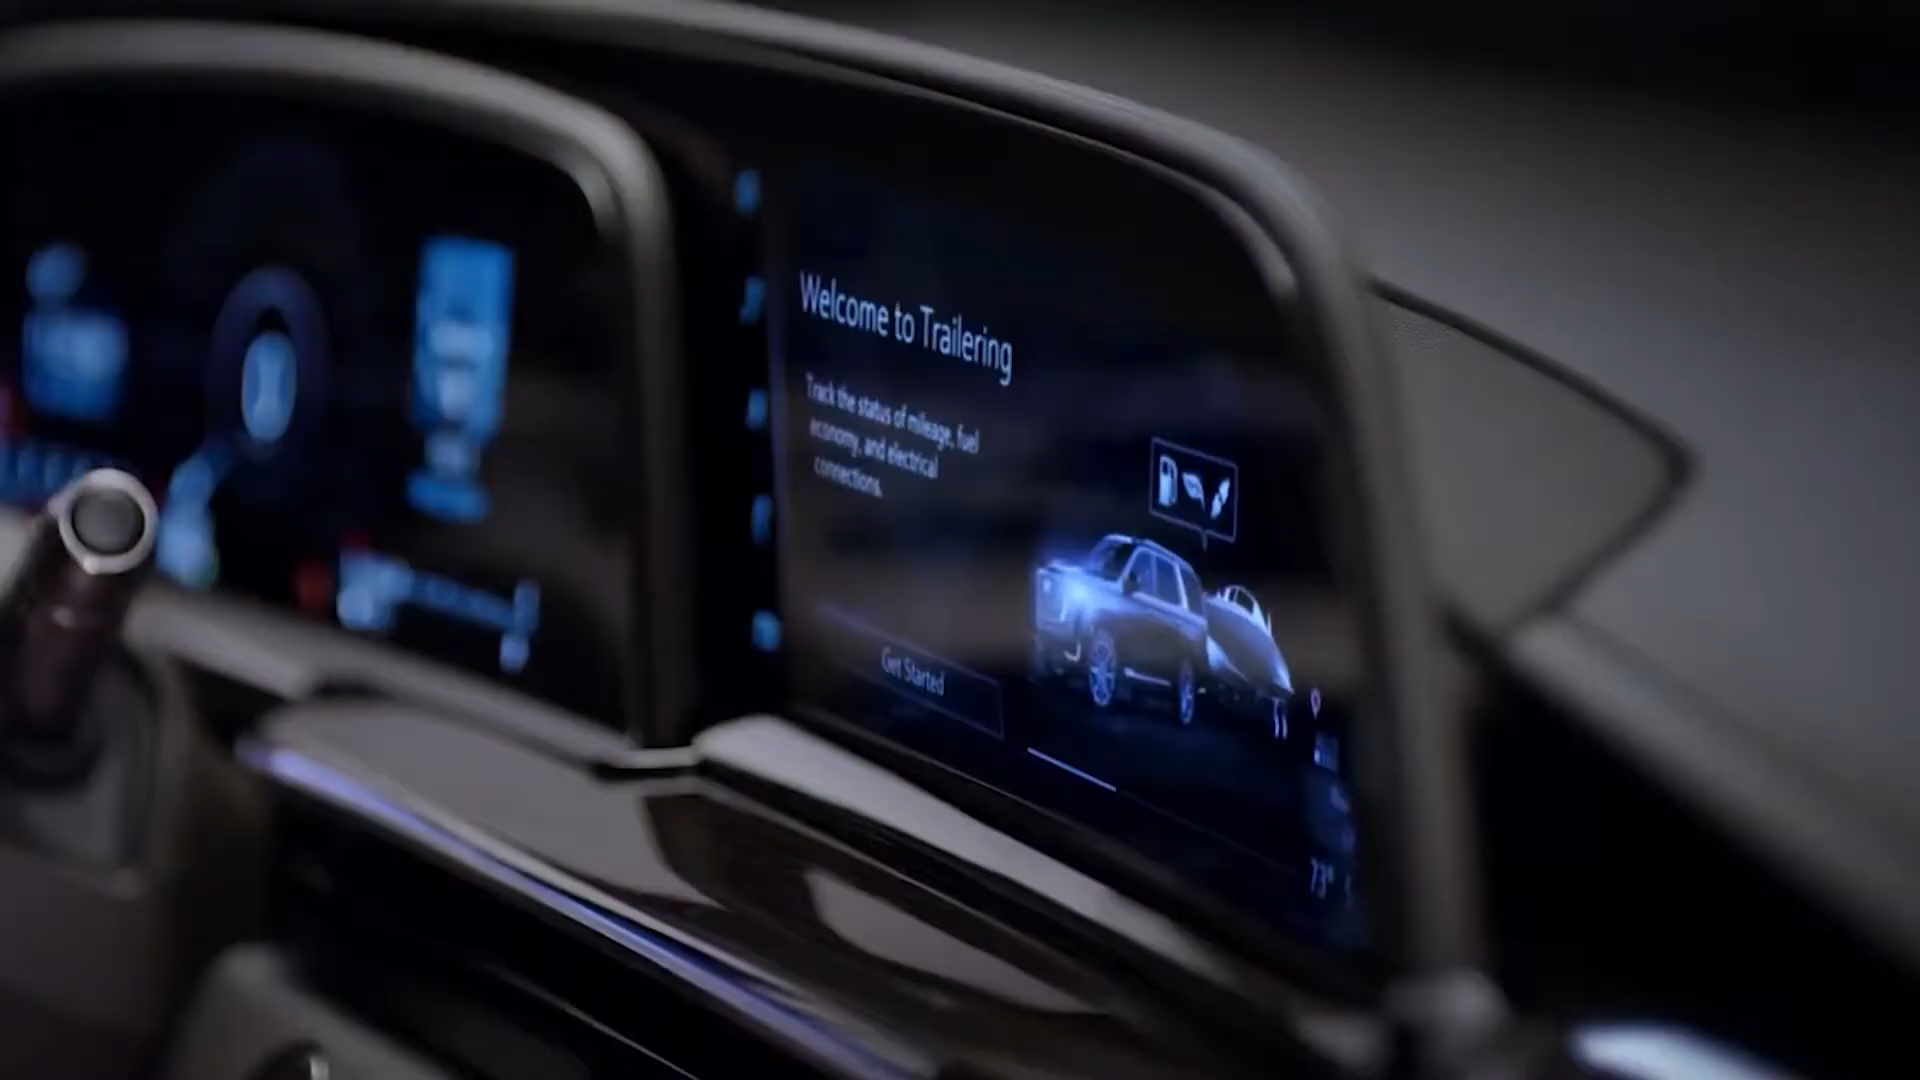 Welcome to Trailering
Track the status of mileage, fuel
economy, and electrical
connections.
Get Started
73°